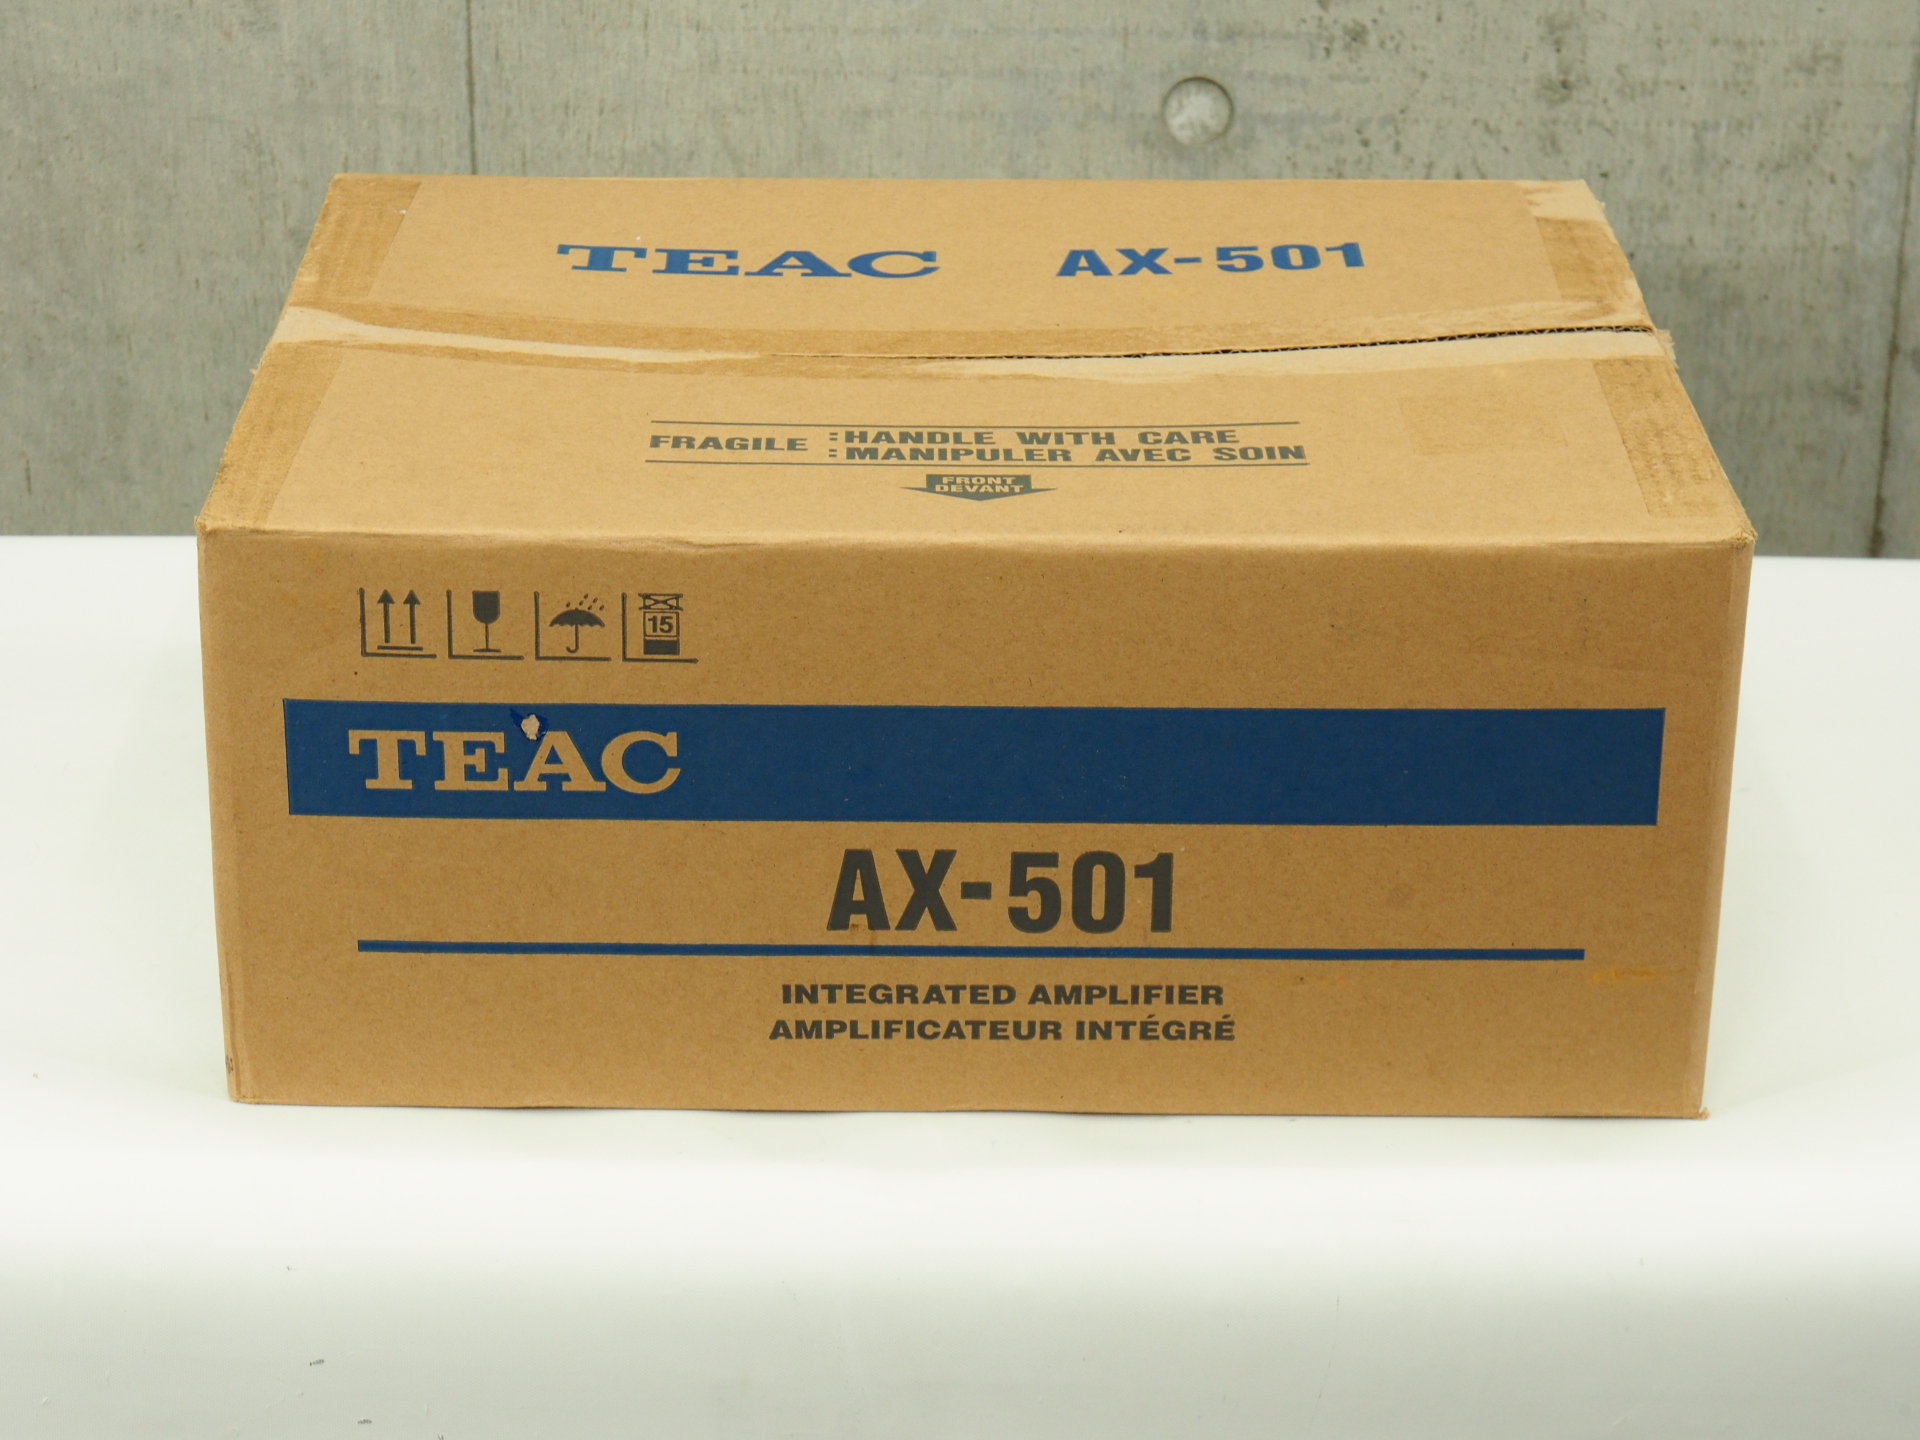 TEAC AX-501
FRAGILE :HANDLE WITH CARE
:MANIPULER AVEC SOIN
FRONT
DEVANT
15
TEAC
AX-501
INTEGRATED AMPLIFIER
AMPLIFICATEUR INTÉGRÉ